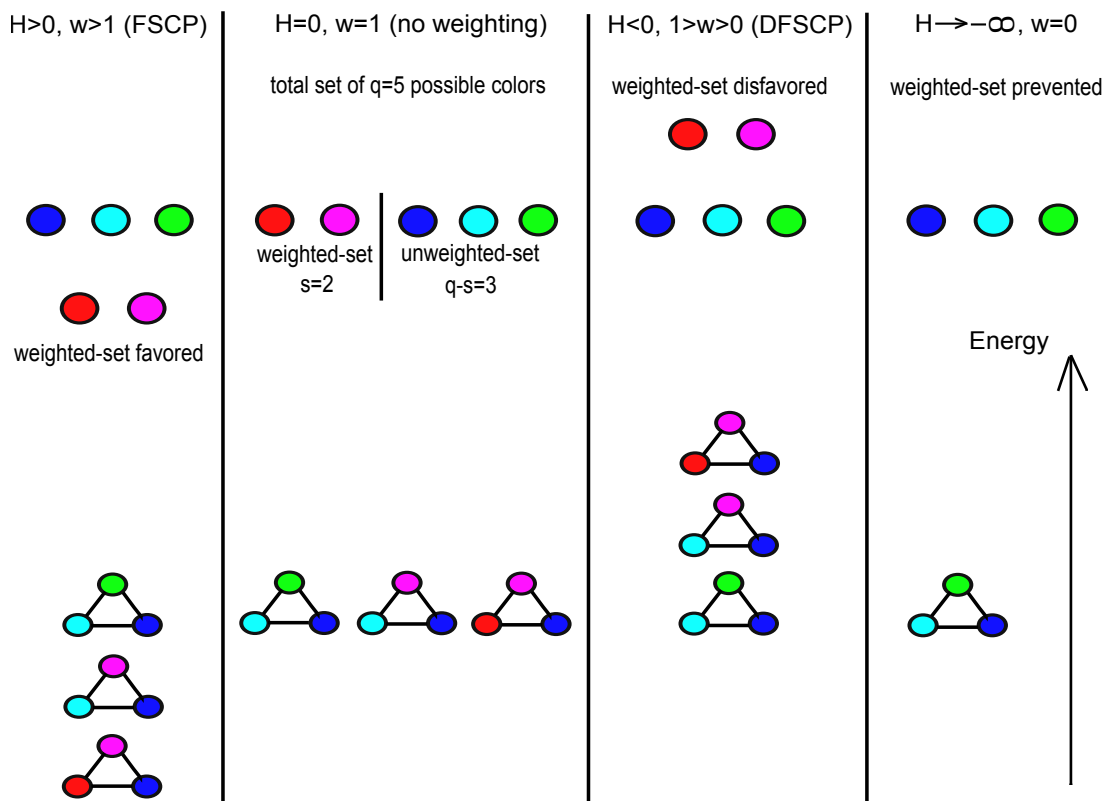 H>0, w>1 (FSCP)
H=0, w=1 (no weighting)
H<0, 1>w>0 (DFSCP)
H→−∞, w=0
total set of q=5 possible colors
weighted-set disfavored
weighted-set prevented
weighted-set
s=2
unweighted-set
q-s=3
weighted-set favored
Energy